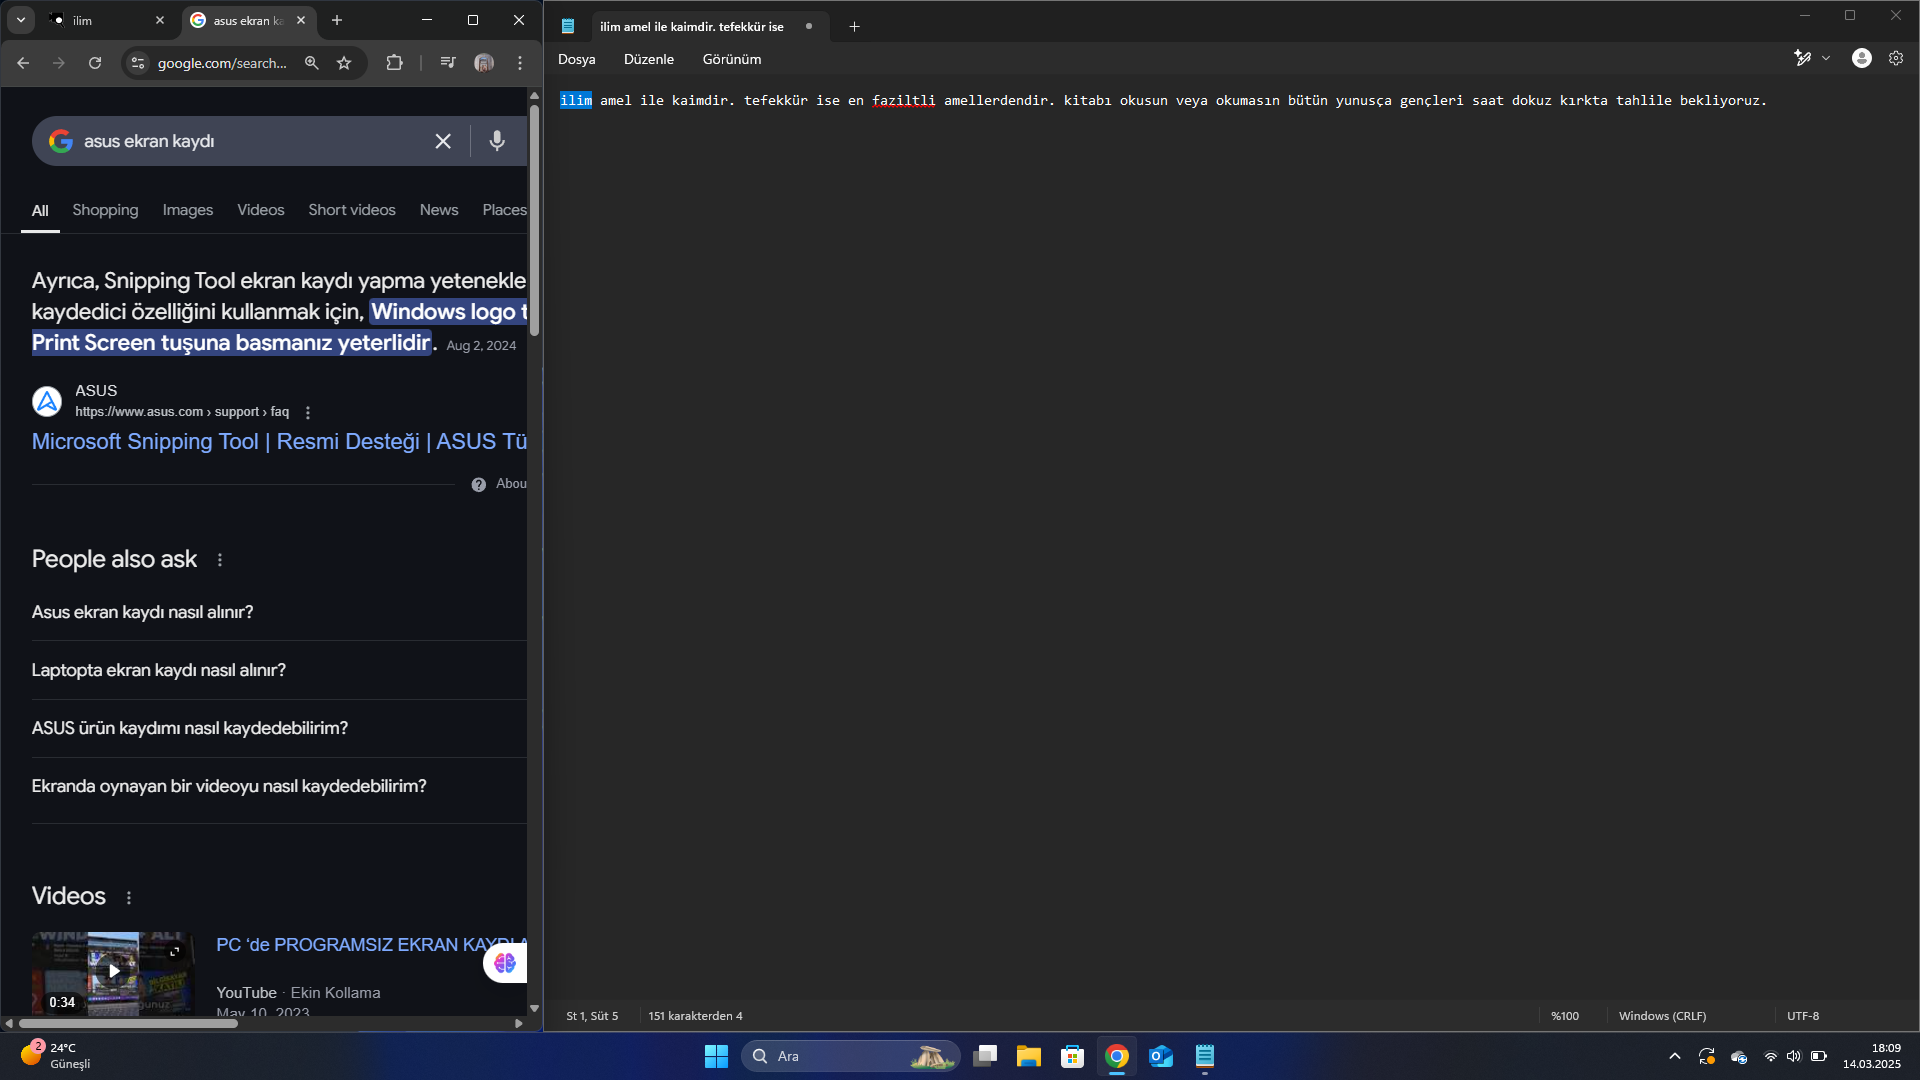 ilim
asus ekran ka
google.com/search...
asus ekran kaydı
All Shopping Images Videos Short videos News Places
Ayrıca, Snipping Tool ekran kaydı yapma yetenekle
kaydedici özelliğini kullanmak için, Windows logo t
Print Screen tuşuna basmanız yeterlidir. Aug 2, 2024
ASUS
https://www.asus.com › support › faq
Microsoft Snipping Tool | Resmi Desteği | ASUS Tü
Abou
People also ask
Asus ekran kaydı nasıl alınır?
Laptopta ekran kaydı nasıl alınır?
ASUS ürün kaydımı nasıl kaydedebilirim?
Ekranda oynayan bir videoyu nasıl kaydedebilirim?
Videos
PC ‘de PROGRAMSIZ EKRAN KAYDI A
0:34
YouTube · Ekin Kollama
May 10, 2023
ilim amel ile kaimdir. tefekkür ise
Dosya Düzenle Görünüm
ilim amel ile kaimdir. tefekkür ise en faziltli amellerdendir. kitabı okusun veya okumasın bütün yunusça gençleri saat dokuz kırkta tahlile bekliyoruz.
St 1, Süt 5 151 karakterden 4 %100 Windows (CRLF) UTF-8
2
24°C
Güneşli
Ara
18:09
14.03.2025